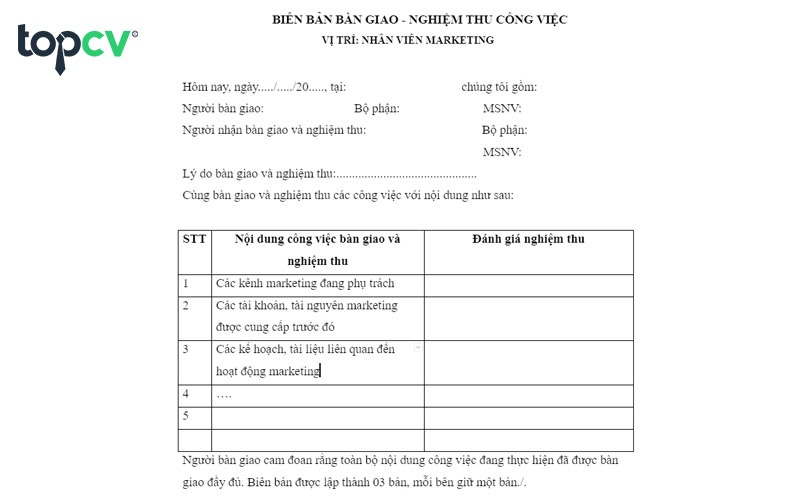 topcv®
BIÊN BẢN BÀN GIAO - NGHIỆM THU CÔNG VIỆC
VỊ TRÍ: NHÂN VIÊN MARKETING
Hôm nay, ngày...../...../20....., tại: chúng tôi gồm:
Người bàn giao: Bộ phận: MSNV:
Người nhận bàn giao và nghiệm thu: Bộ phận:
MSNV:
Lý do bàn giao và nghiệm thu:.............................................
Cùng bàn giao và nghiệm thu các công việc với nội dung như sau:
STT Nội dung công việc bàn giao và Đánh giá nghiệm thu
nghiệm thu
1 Các kênh marketing đang phụ trách
2 Các tài khoản, tài nguyên marketing
được cung cấp trước đó
3 Các kế hoạch, tài liệu liên quan đến
hoạt động marketing
4 ….
5
Người bàn giao cam đoan rằng toàn bộ nội dung công việc đang thực hiện đã được bàn
giao đầy đủ. Biên bản được lập thành 03 bản, mỗi bên giữ một bản./.